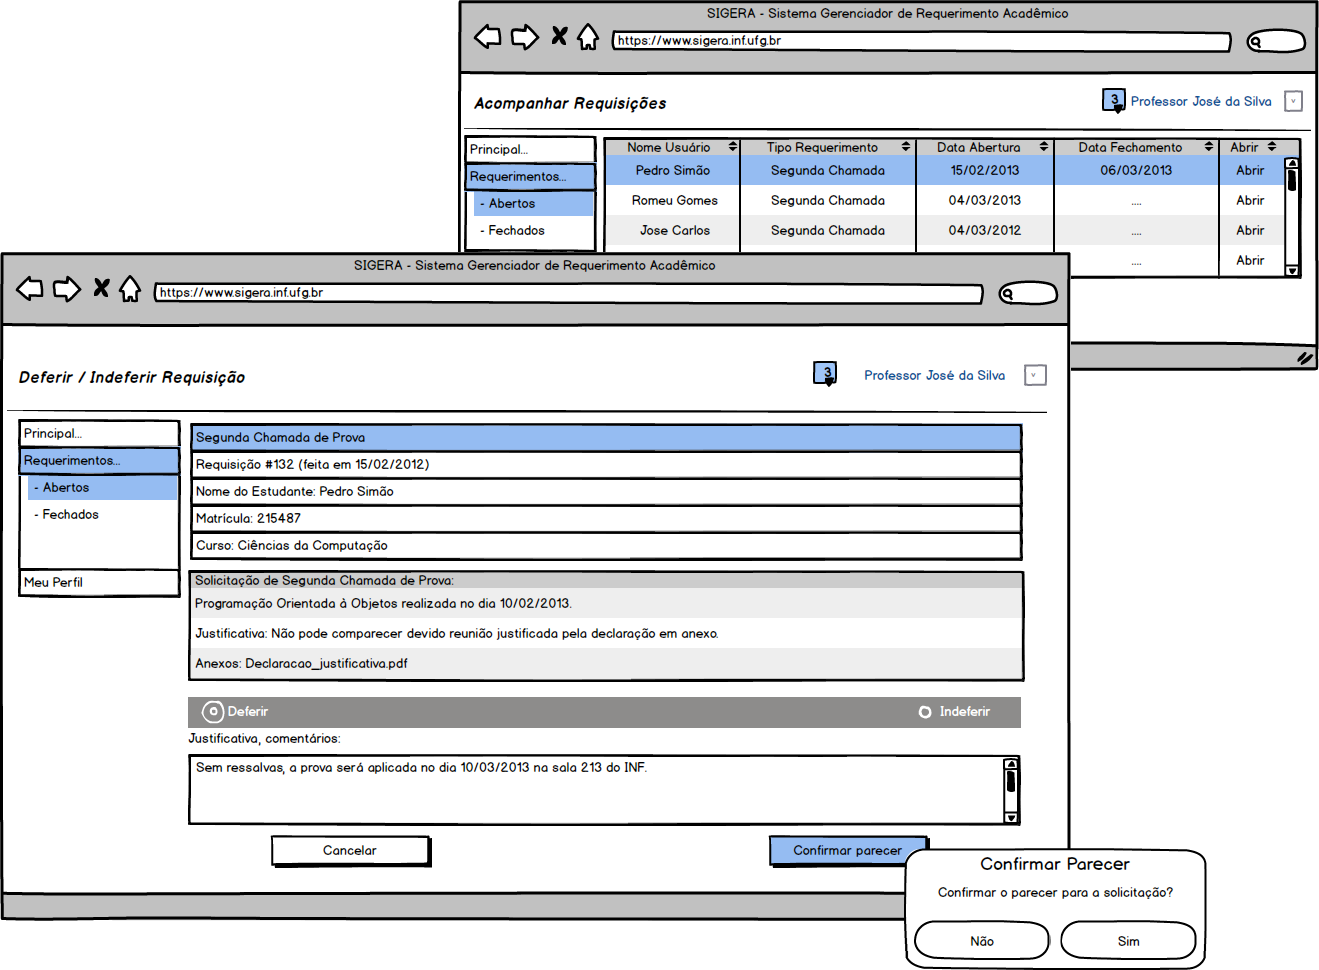 SIGERA - Sistema Gerenciador de Requerimento Acadêmico
https://www.sigera.inf.ufg.br
Acompanhar Requisições
3 Professor José da Silva v
Principal...
Requerimentos...
- Abertos
- Fechados
Nome Usuário Tipo Requerimento Data Abertura Data Fechamento Abrir
Pedro Simão Segunda Chamada 15/02/2013 06/03/2013 Abrir
Romeu Gomes Segunda Chamada 04/03/2013 .... Abrir
Jose Carlos Segunda Chamada 04/03/2012 .... Abrir
.... Abrir
SIGERA - Sistema Gerenciador de Requerimento Acadêmico
https://www.sigera.inf.ufg.br
Deferir / Indeferir Requisição
3 Professor José da Silva v
Principal...
Requerimentos...
- Abertos
- Fechados
Meu Perfil
Segunda Chamada de Prova
Requisição #132 (feita em 15/02/2012)
Nome do Estudante: Pedro Simão
Matrícula: 215487
Curso: Ciências da Computação
Solicitação de Segunda Chamada de Prova:
Programação Orientada à Objetos realizada no dia 10/02/2013.
Justificativa: Não pode comparecer devido reunião justificada pela declaração em anexo.
Anexos: Declaracao_justificativa.pdf
Deferir Indeferir
Justificativa, comentários:
Sem ressalvas, a prova será aplicada no dia 10/03/2013 na sala 213 do INF.
Cancelar Confirmar parecer
Confirmar Parecer
Confirmar o parecer para a solicitação?
Não Sim